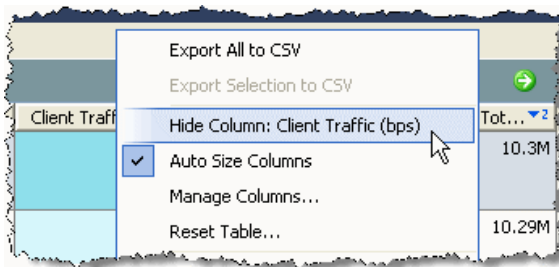 Export All to CSV
Export Selection to CSV
Client Traff
Hide Column: Client Traffic (bps)
Tot... 2
Auto Size Columns
10.3M
Manage Columns...
Reset Table...
10.29M